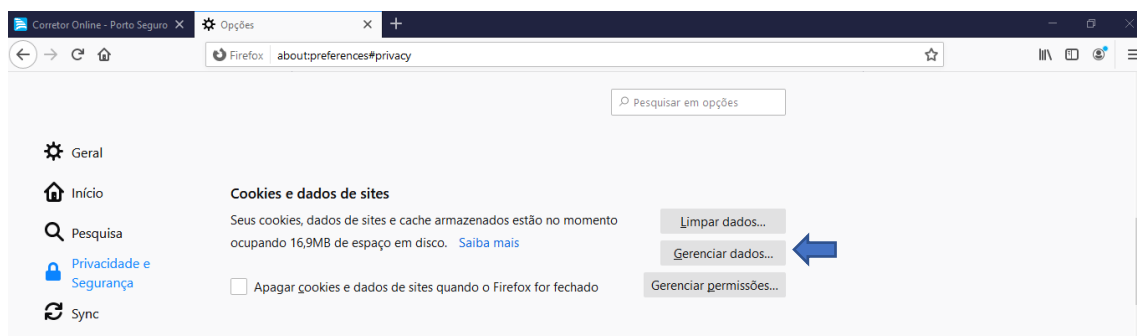 Corretor Online - Porto Seguro
Opções
Firefox about:preferences#privacy
Pesquisar em opções
Geral
Início
Pesquisa
Privacidade e
Segurança
Sync
Cookies e dados de sites
Seus cookies, dados de sites e cache armazenados estão no momento
ocupando 16,9MB de espaço em disco. Saiba mais
Limpar dados...
Gerenciar dados...
Apagar cookies e dados de sites quando o Firefox for fechado
Gerenciar permissões...